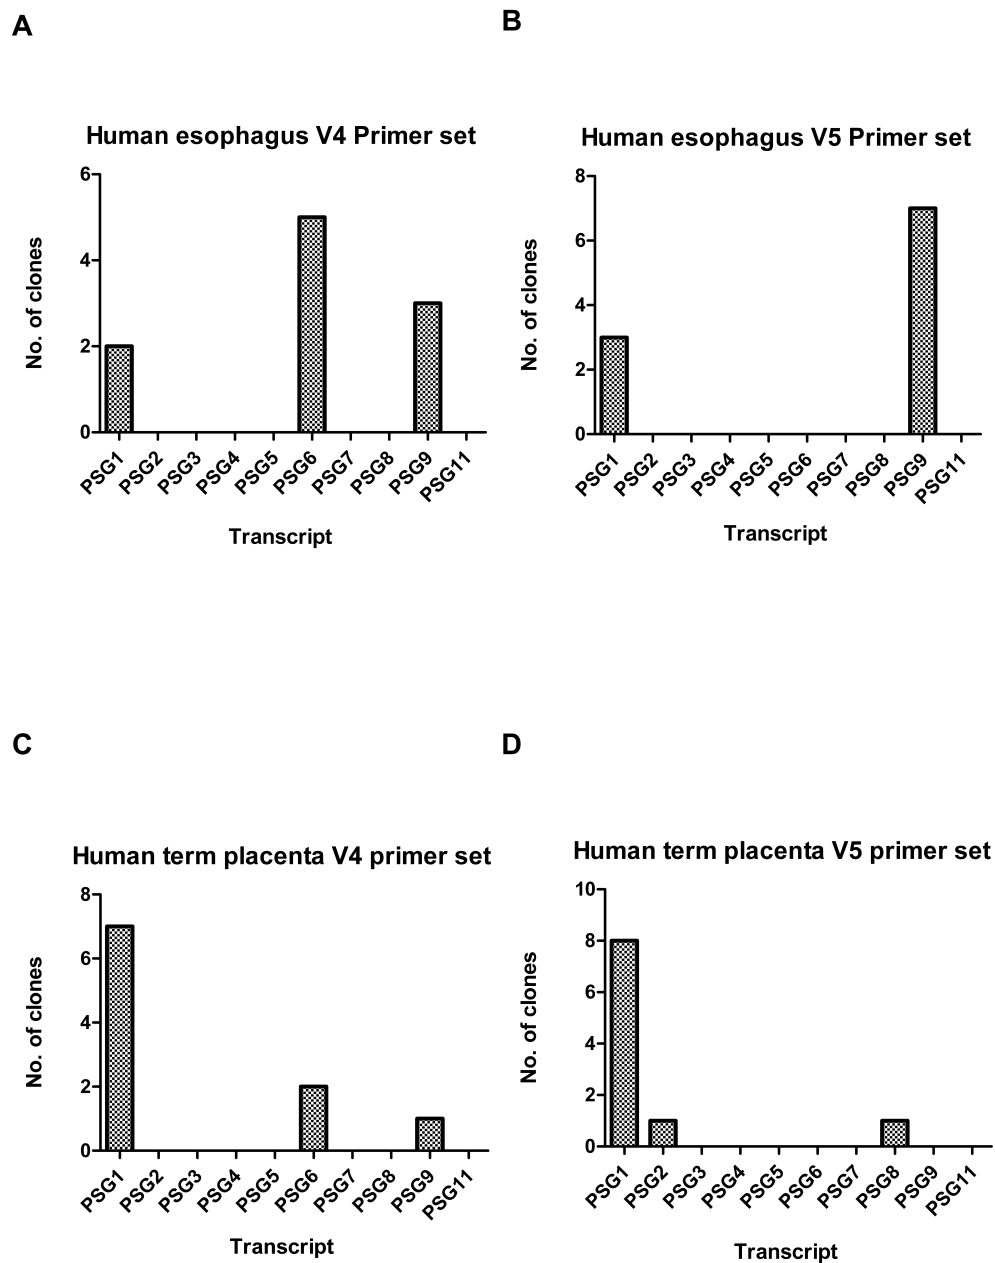 A
Human esophagus V4 Primer set
6
4
2
0
No. of clones
PSG1
PSG2
PSG3
PSG4
PSG5
PSG6
PSG7
PSG8
PSG9
PSG11
Transcript
B
Human esophagus V5 Primer set
8
6
4
2
0
No. of clones
PSG1
PSG2
PSG3
PSG4
PSG5
PSG6
PSG7
PSG8
PSG9
PSG11
Transcript
C
Human term placenta V4 primer set
8
6
4
2
0
No. of clones
PSG1
PSG2
PSG3
PSG4
PSG5
PSG6
PSG7
PSG8
PSG9
PSG11
Transcript
D
Human term placenta V5 primer set
10
8
6
4
2
0
No. of clones
PSG1
PSG2
PSG3
PSG4
PSG5
PSG6
PSG7
PSG8
PSG9
PSG11
Transcript